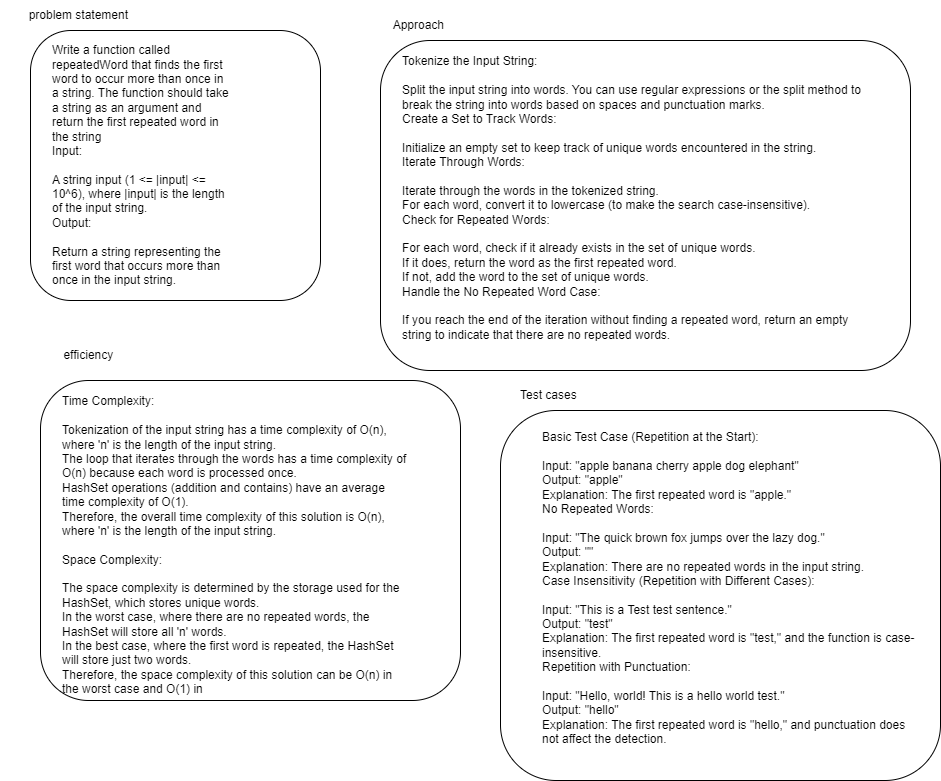 problem statement
Write a function called
repeatedWord that finds the first
word to occur more than once in
a string. The function should take
a string as an argument and
return the first repeated word in
the string
Input:
A string input (1 <= |input| <=
10^6), where |input| is the length
of the input string.
Output:
Return a string representing the
first word that occurs more than
once in the input string.
Approach
Tokenize the Input String:
Split the input string into words. You can use regular expressions or the split method to
break the string into words based on spaces and punctuation marks.
Create a Set to Track Words:
Initialize an empty set to keep track of unique words encountered in the string.
Iterate Through Words:
Iterate through the words in the tokenized string.
For each word, convert it to lowercase (to make the search case-insensitive).
Check for Repeated Words:
For each word, check if it already exists in the set of unique words.
If it does, return the word as the first repeated word.
If not, add the word to the set of unique words.
Handle the No Repeated Word Case:
If you reach the end of the iteration without finding a repeated word, return an empty
string to indicate that there are no repeated words.
efficiency
Time Complexity:
Tokenization of the input string has a time complexity of O(n),
where 'n' is the length of the input string.
The loop that iterates through the words has a time complexity of
O(n) because each word is processed once.
HashSet operations (addition and contains) have an average
time complexity of O(1).
Therefore, the overall time complexity of this solution is O(n),
where 'n' is the length of the input string.
Space Complexity:
The space complexity is determined by the storage used for the
HashSet, which stores unique words.
In the worst case, where there are no repeated words, the
HashSet will store all 'n' words.
In the best case, where the first word is repeated, the HashSet
will store just two words.
Therefore, the space complexity of this solution can be O(n) in
the worst case and O(1) in
Test cases
Basic Test Case (Repetition at the Start):
Input: "apple banana cherry apple dog elephant"
Output: "apple"
Explanation: The first repeated word is "apple."
No Repeated Words:
Input: "The quick brown fox jumps over the lazy dog."
Output: ""
Explanation: There are no repeated words in the input string.
Case Insensitivity (Repetition with Different Cases):
Input: "This is a Test test sentence."
Output: "test"
Explanation: The first repeated word is "test," and the function is case-
insensitive.
Repetition with Punctuation:
Input: "Hello, world! This is a hello world test."
Output: "hello"
Explanation: The first repeated word is "hello," and punctuation does
not affect the detection.